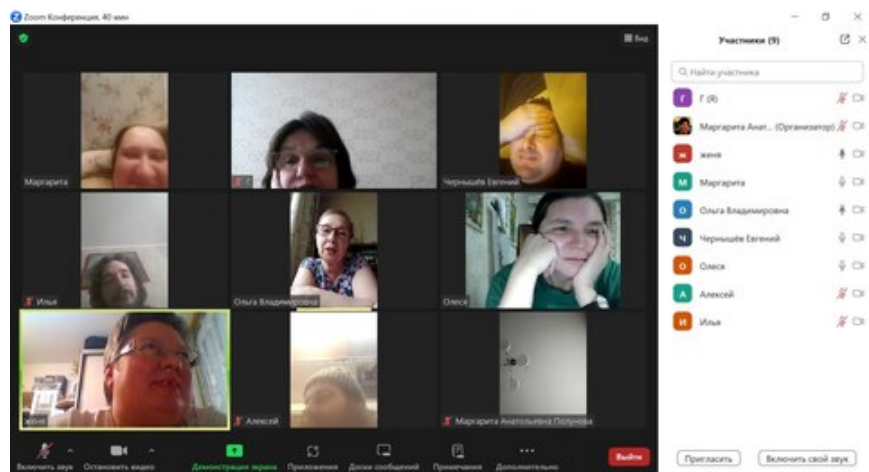 Zoom Конференция, 40 мин
Вид
Маргарита
Г
Чернышёв Евгений
Илья
Ольга Владимировна
Олеся
женя
Алексей
Маргарита Анатольевна Полунова
Включить звук
Остановить видео
Демонстрация экрана
Приложения
Доски сообщений
Примечания
Дополнительно
Выйти
Участники (9)
Найти участника
Г Г (Я)
Маргарита Анат... (Организатор)
ж женя
М Маргарита
О Ольга Владимировна
Ч Чернышёв Евгений
О Олеся
А Алексей
И Илья
Пригласить
Включить свой звук